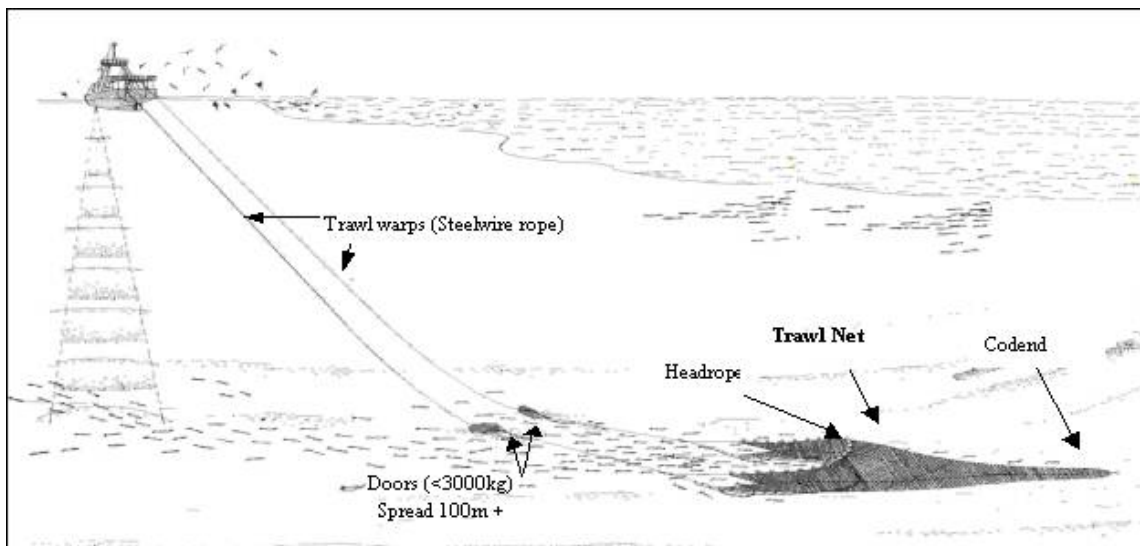 Trawl warps (Steelwire rope)
Trawl Net
Codend
Headrope
Doors (<3000kg)
Spread 100m +